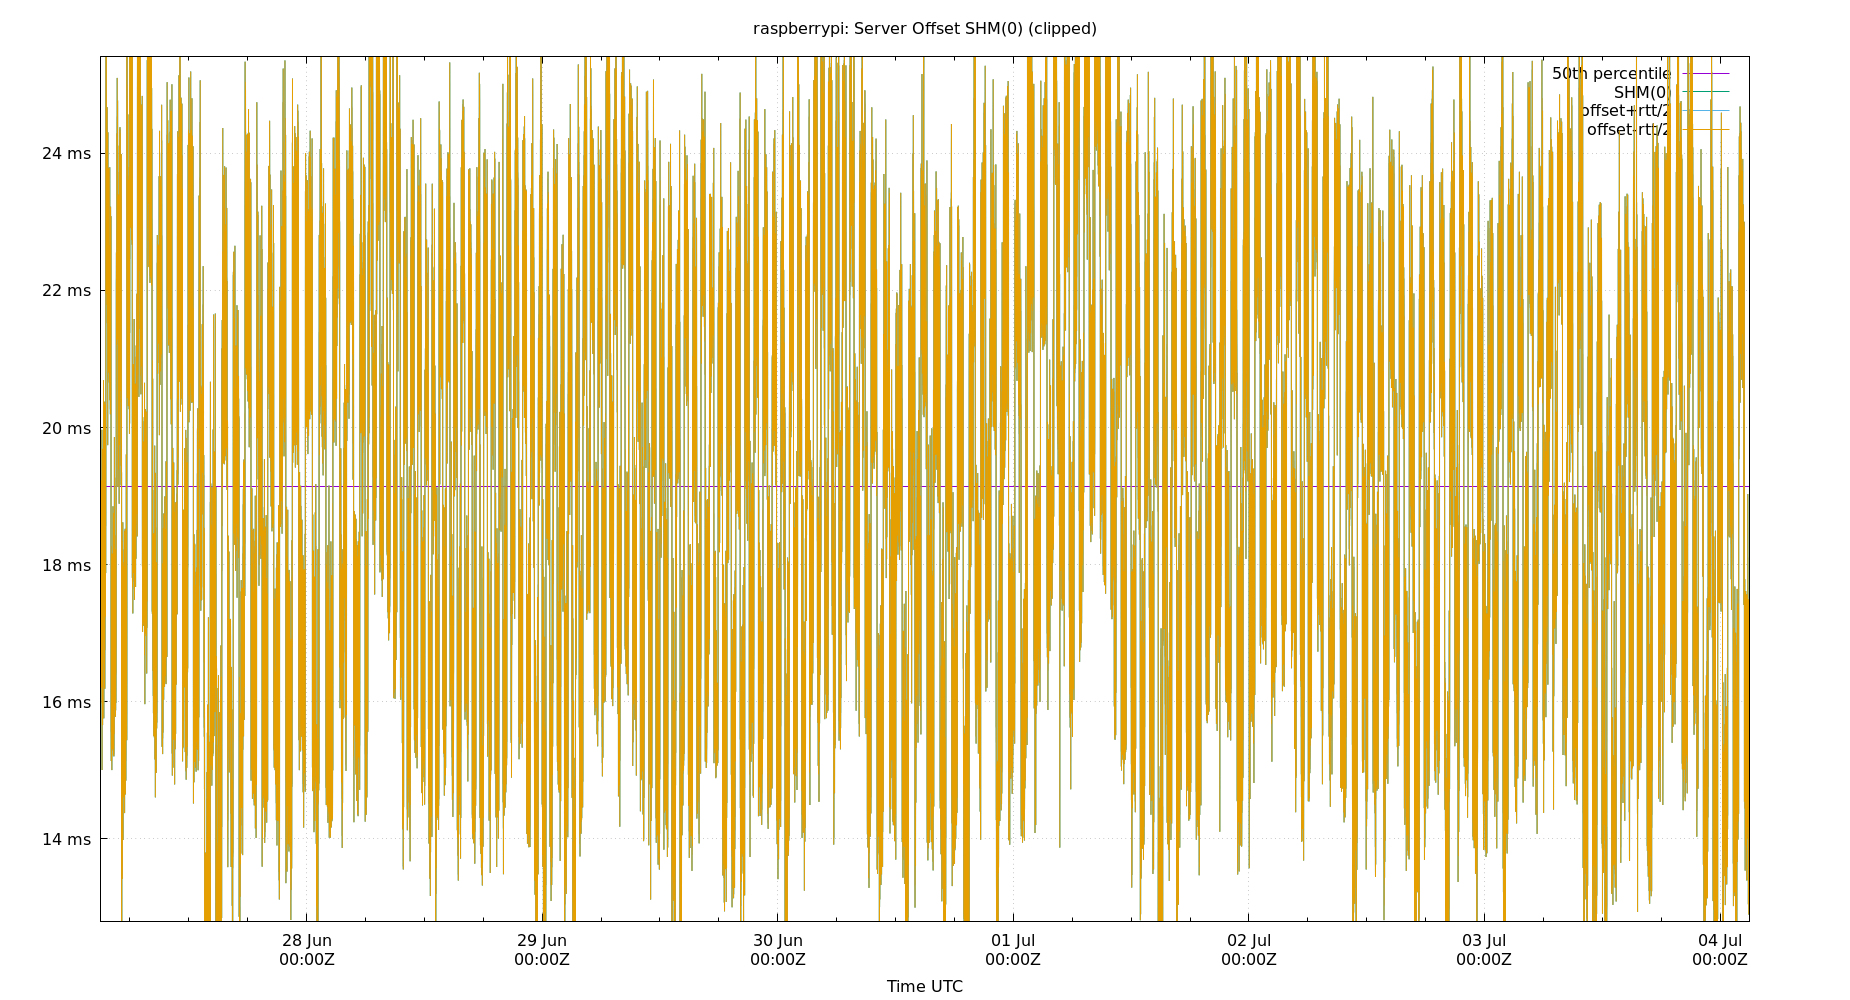 raspberrypi: Server Offset SHM(0) (clipped)
50th percentile
SHM(0)
offset+rtt/2
offset-rtt/2
24 ms
22 ms
20 ms
18 ms
16 ms
14 ms
28 Jun 29 Jun 30 Jun 01 Jul 02 Jul 03 Jul 04 Jul
00:00Z 00:00Z 00:00Z 00:00Z 00:00Z 00:00Z 00:00Z
Time UTC